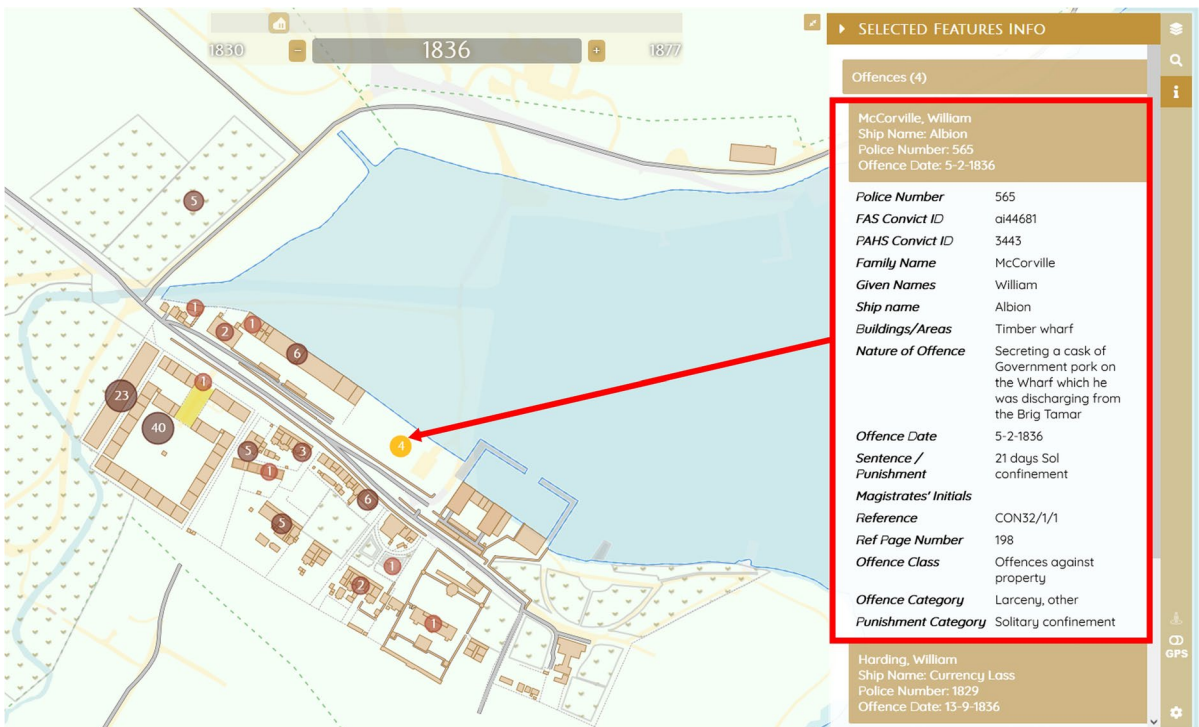 1830
-
1836
+
1877
5
1
1
2
6
1
23
40
4
5
3
1
6
5
1
2
1
SELECTED FEATURES INFO
Offences (4)
McCorville, William
Ship Name: Albion
Police Number: 565
Offence Date: 5-2-1836
Police Number 565
FAS Convict ID ai44681
PAHS Convict ID 3443
Family Name McCorville
Given Names William
Ship name Albion
Buildings/Areas Timber wharf
Nature of Offence Secreting a cask of
Government pork on
the Wharf which he
was discharging from
the Brig Tamar
Offence Date 5-2-1836
Sentence / 21 days Sol
Punishment confinement
Magistrates' Initials
Reference CON32/1/1
Ref Page Number 198
Offence Class Offences against
property
Offence Category Larceny, other
Punishment Category Solitary confinement
Harding, William
Ship Name: Currency Lass
Police Number: 1829
Offence Date: 13-9-1836
i
GPS